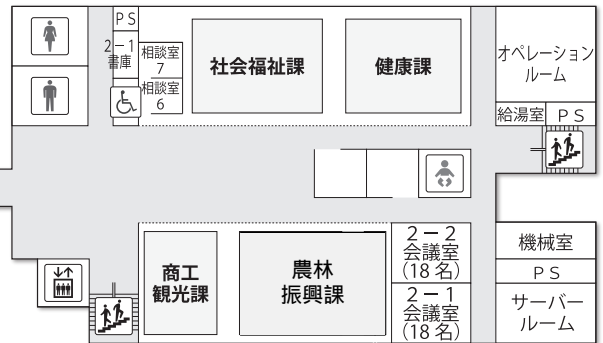 PS
2-1
書庫
相談室
7
相談室
6
社会福祉課
健康課
オペレーション
ルーム
給湯室
PS
商工
観光課
農林
振興課
2-2
会議室
(18名)
2-1
会議室
(18名)
機械室
PS
サーバー
ルーム